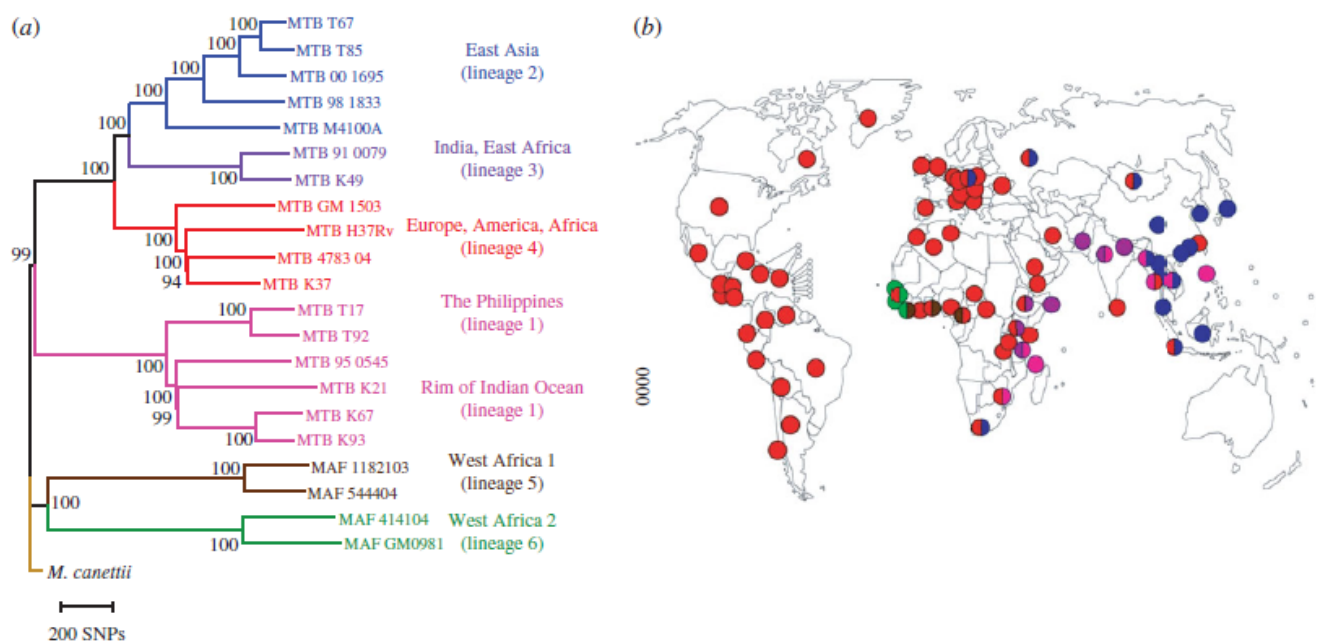 (a)
100
MTB T67
100
MTB T85
100
MTB 00 1695
100
MTB 98 1833
100
MTB M4100A
East Asia
(lineage 2)
100
MTB 91 0079
100
MTB K49
India, East Africa
(lineage 3)
100
MTB GM 1503
MTB H37Rv
100
MTB 4783 04
100
94
MTB K37
Europe, America, Africa
(lineage 4)
99
MTB T17
100
MTB T92
The Philippines
(lineage 1)
100
MTB 95 0545
MTB K21
100
99
MTB K67
100
MTB K93
Rim of Indian Ocean
(lineage 1)
100
MAF 1182103
MAF 544404
West Africa 1
(lineage 5)
100
MAF 414104
100
MAF GM0981
West Africa 2
(lineage 6)
M. canettii
200 SNPs
(b)
0000